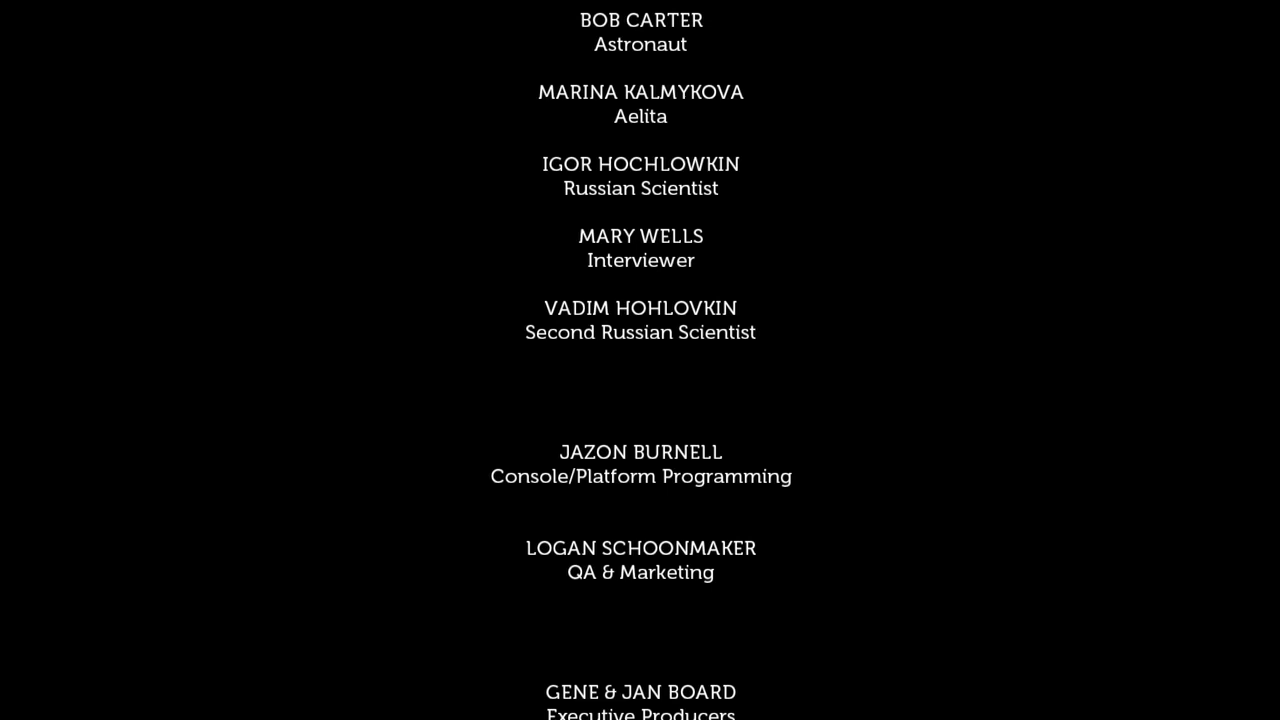 BOB CARTER
Astronaut
MARINA KALMYKOVA
Aelita
IGOR HOCHLOWKIN
Russian Scientist
MARY WELLS
Interviewer
VADIM HOHLOVKIN
Second Russian Scientist
JAZON BURNELL
Console/Platform Programming
LOGAN SCHOONMAKER
QA & Marketing
GENE & JAN BOARD
Executive Producers